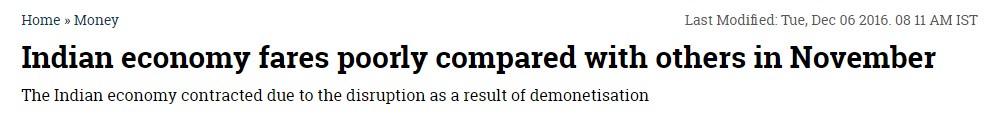 Home » Money
Last Modified: Tue, Dec 06 2016. 08 11 AM IST
Indian economy fares poorly compared with others in November
The Indian economy contracted due to the disruption as a result of demonetisation